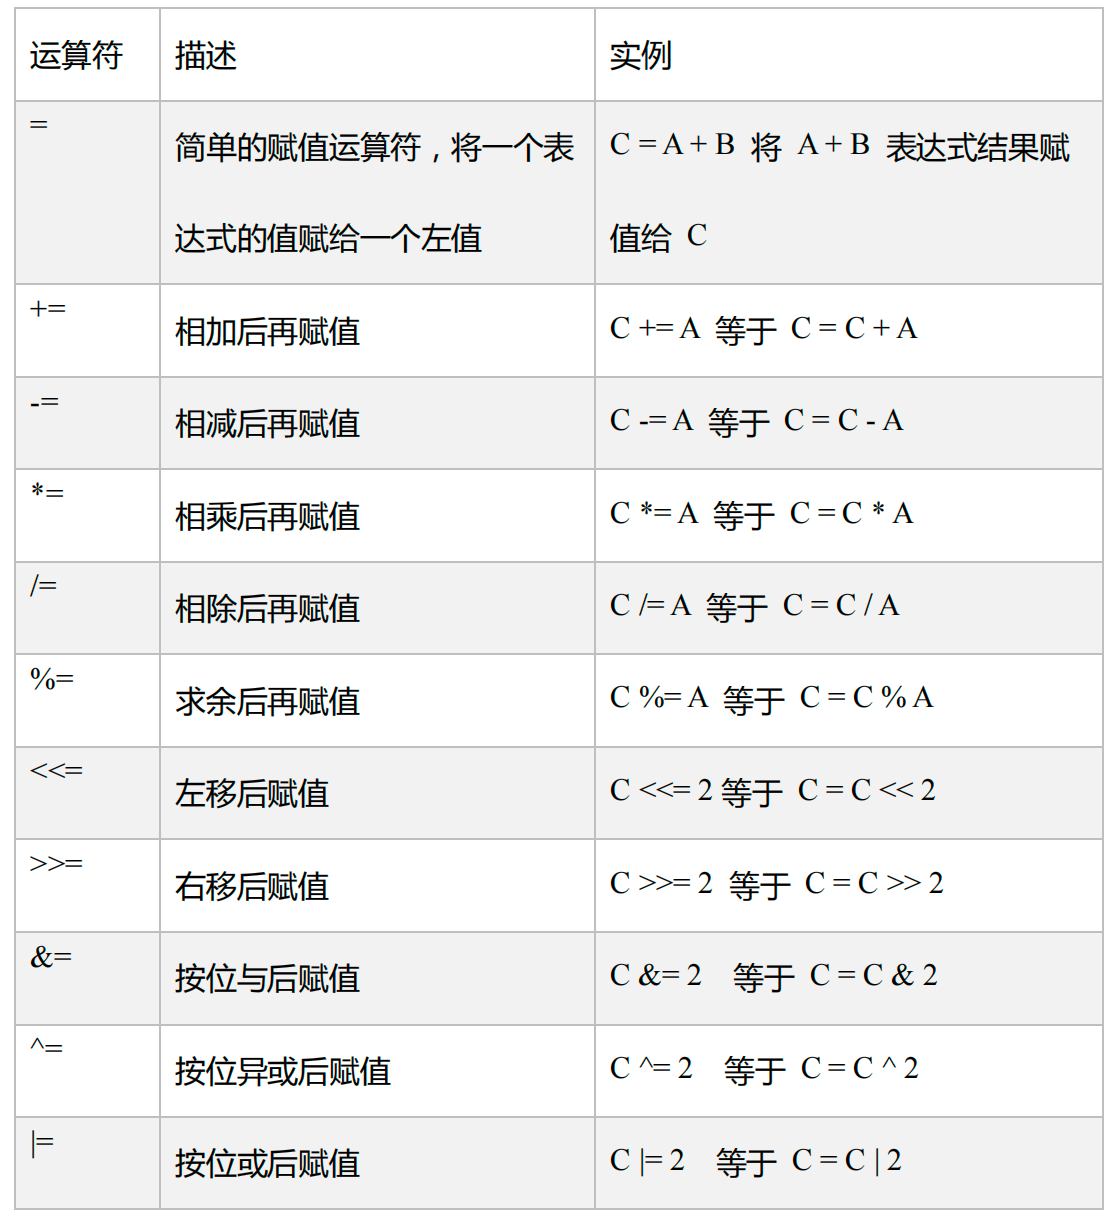 运算符 描述 实例
= 简单的赋值运算符，将一个表 C = A + B 将 A + B 表达式结果赋
达式的值赋给一个左值 值给 C
+= 相加后再赋值 C += A 等于 C = C + A
-= 相减后再赋值 C -= A 等于 C = C - A
*= 相乘后再赋值 C *= A 等于 C = C * A
/= 相除后再赋值 C /= A 等于 C = C / A
%= 求余后再赋值 C %= A 等于 C = C % A
<<= 左移后赋值 C <<= 2 等于 C = C << 2
>>= 右移后赋值 C >>= 2 等于 C = C >> 2
&= 按位与后赋值 C &= 2 等于 C = C & 2
^= 按位异或后赋值 C ^= 2 等于 C = C ^ 2
|= 按位或后赋值 C |= 2 等于 C = C | 2